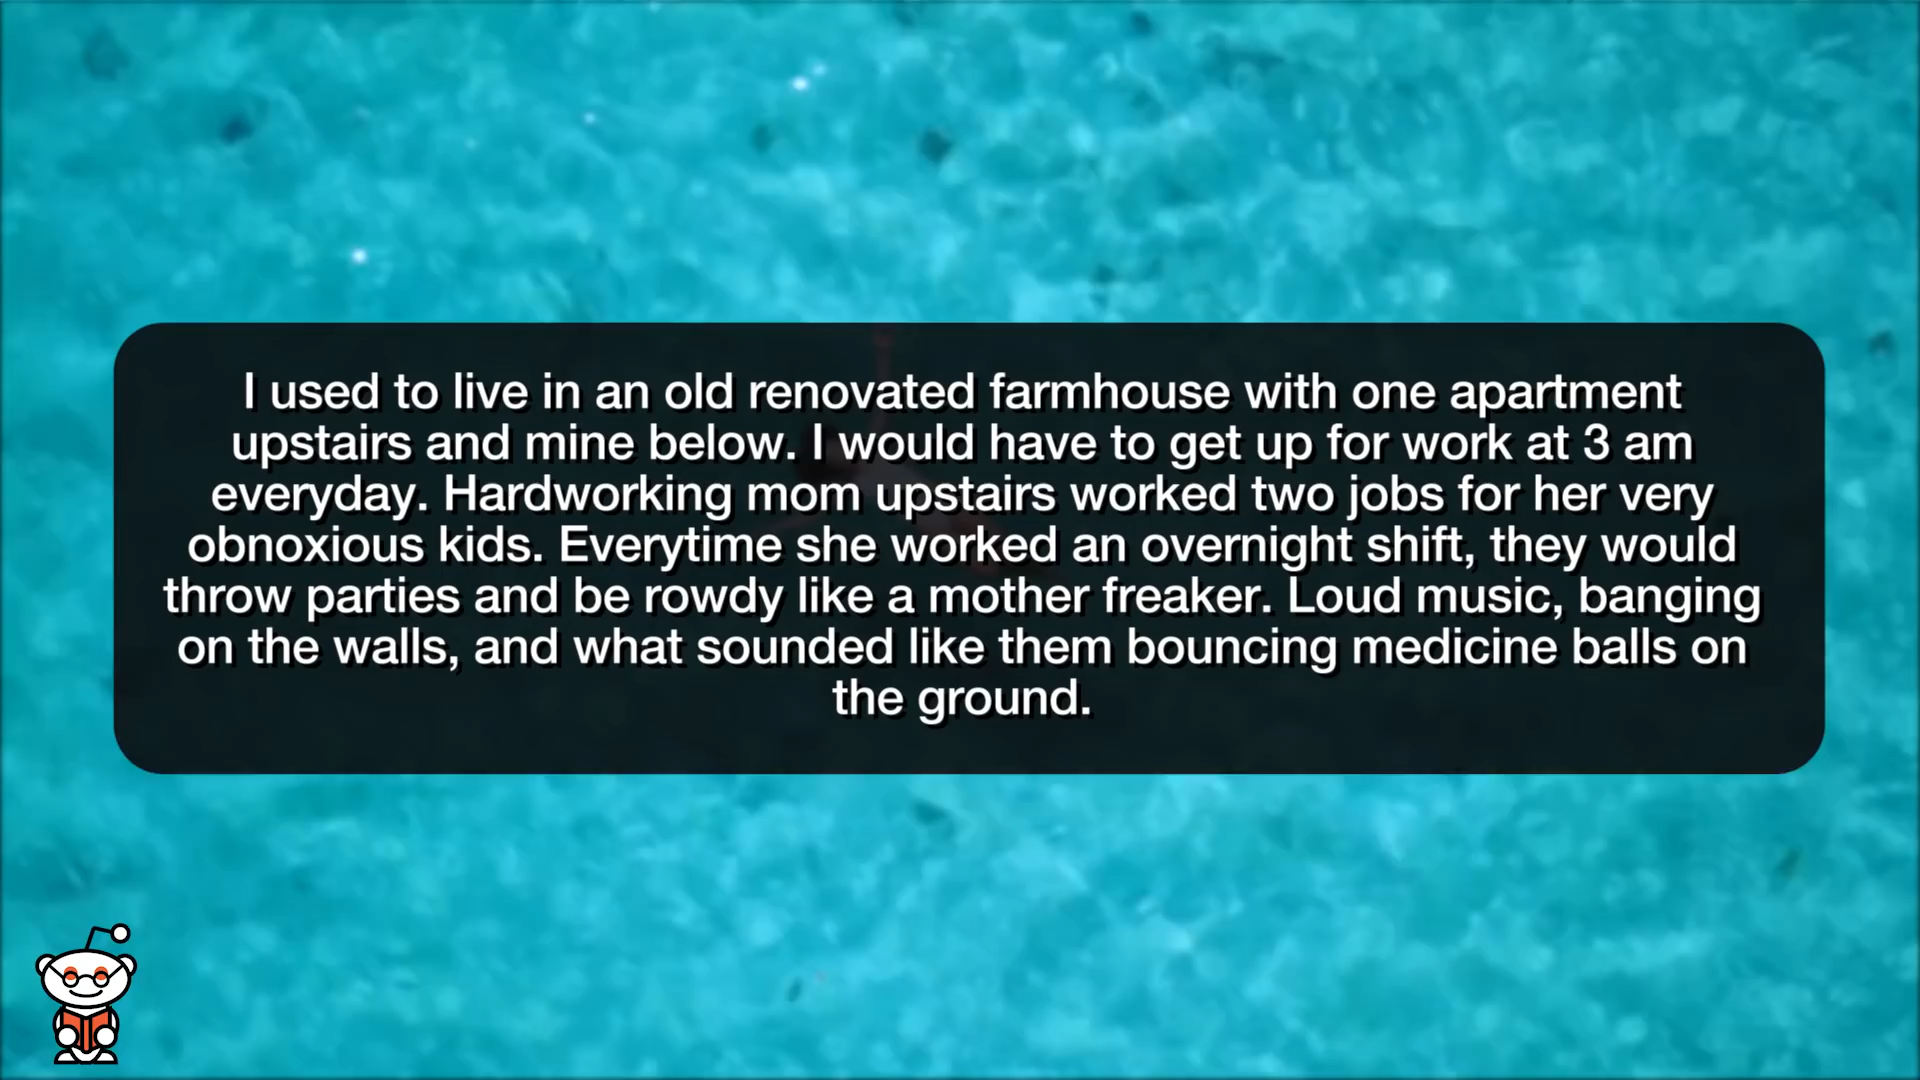 I used to live in an old renovated farmhouse with one apartment
upstairs and mine below. I would have to get up for work at 3 am
everyday. Hardworking mom upstairs worked two jobs for her very
obnoxious kids. Everytime she worked an overnight shift, they would
throw parties and be rowdy like a mother freaker. Loud music, banging
on the walls, and what sounded like them bouncing medicine balls on
the ground.